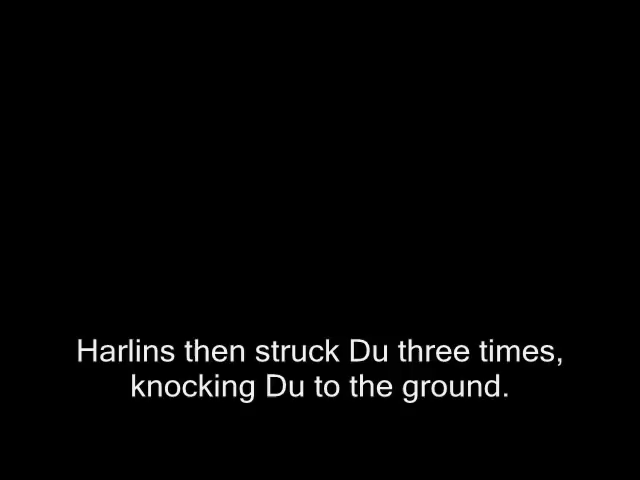 Harlins then struck Du three times,
knocking Du to the ground.